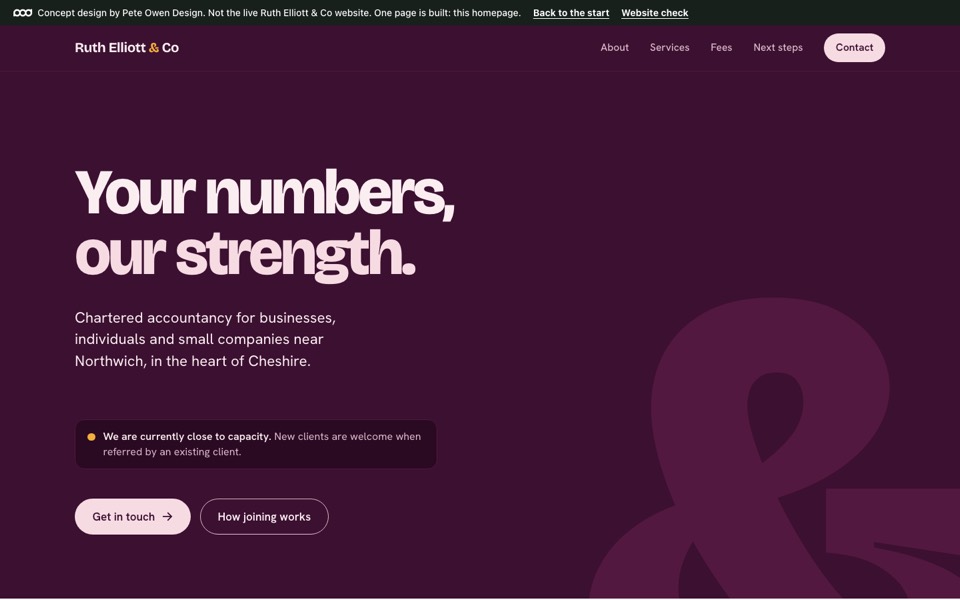 Concept design by Pete Owen Design. Not the live Ruth Elliott & Co website. One page is built: this homepage. Back to the start Website check
Ruth Elliott & Co About Services Fees Next steps Contact
Your numbers,
our strength.
Chartered accountancy for businesses,
individuals and small companies near
Northwich, in the heart of Cheshire.
We are currently close to capacity. New clients are welcome when
referred by an existing client.
Get in touch → How joining works
&